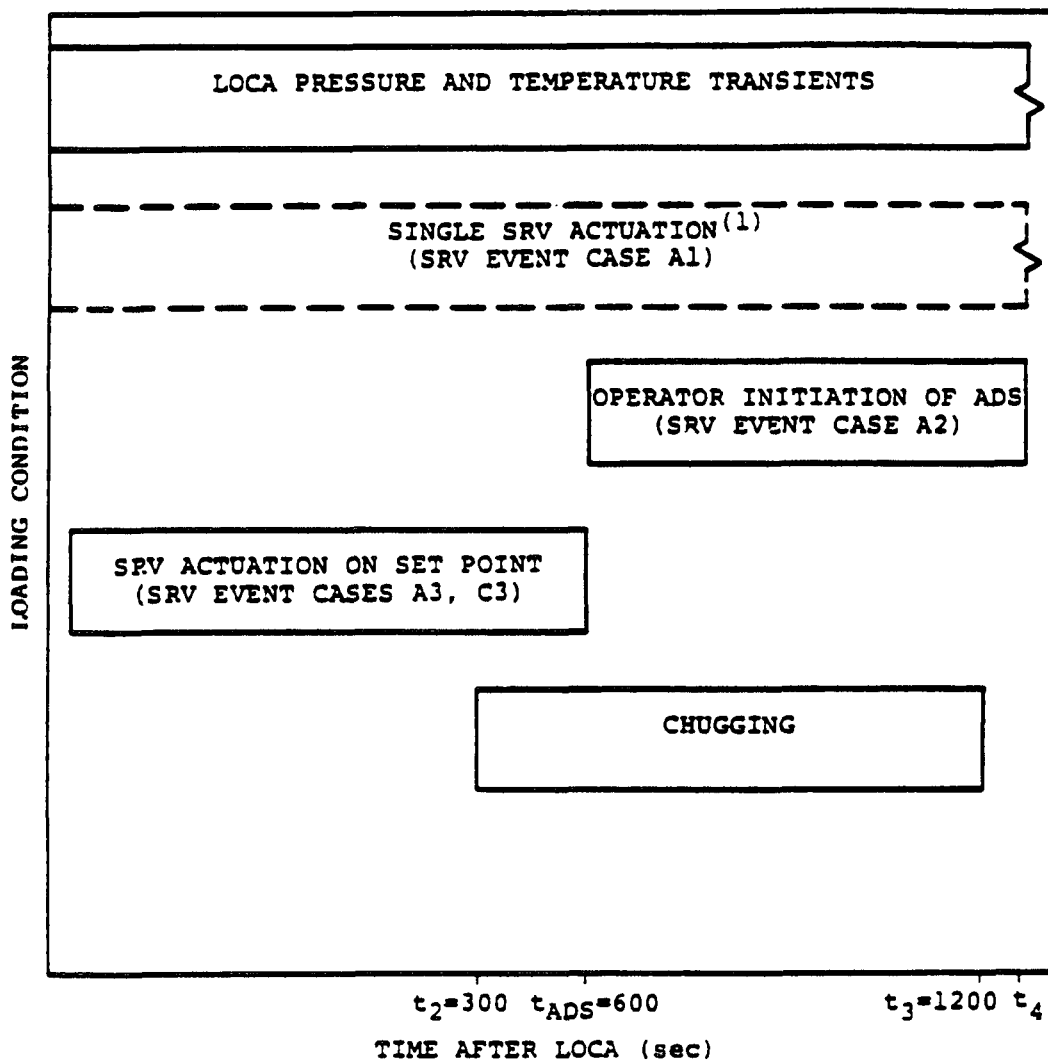 LOCA PRESSURE AND TEMPERATURE TRANSIENTS
SINGLE SRV ACTUATION(1)
(SRV EVENT CASE A1)
OPERATOR INITIATION OF ADS
(SRV EVENT CASE A2)
SRV ACTUATION ON SET POINT
(SRV EVENT CASES A3, C3)
CHUGGING
LOADING CONDITION
t2=300 tADS=600 t3=1200 t4
TIME AFTER LOCA (sec)